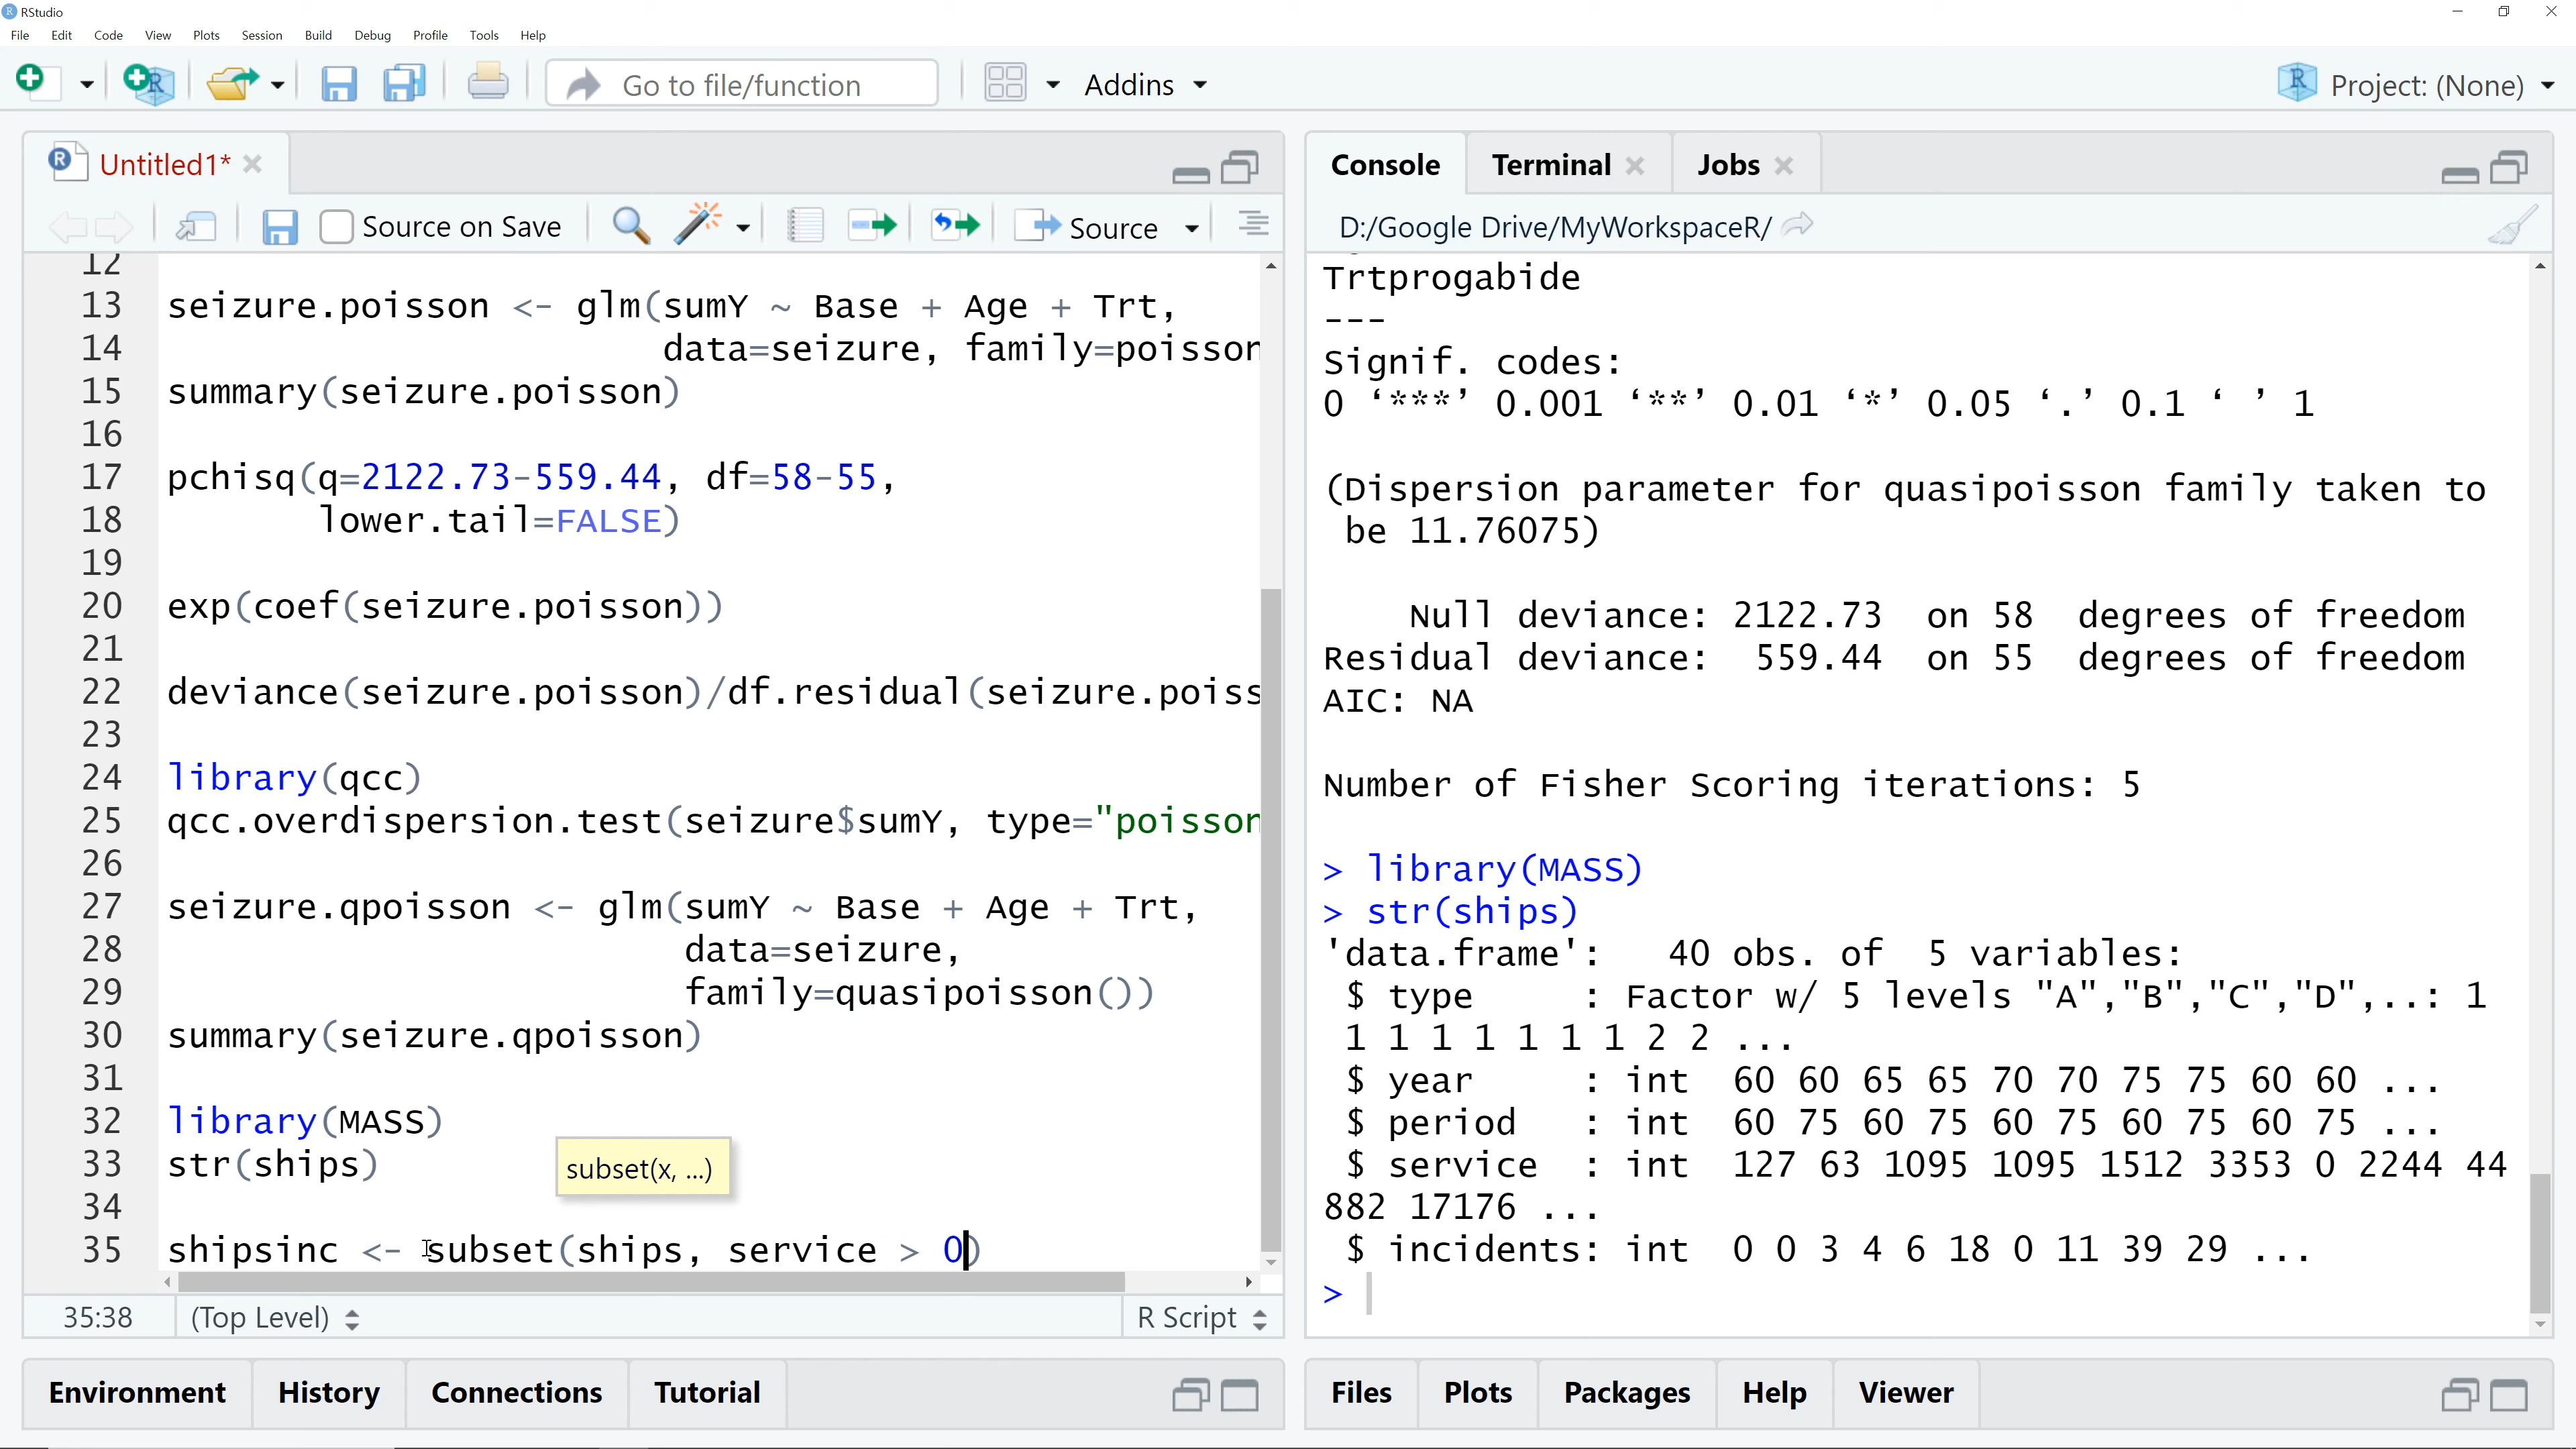 RStudio
File Edit Code View Plots Session Build Debug Profile Tools Help
Go to file/function Addins Project: (None)
Untitled1*
Source on Save Source
12
13 seizure.poisson <- glm(sumY ~ Base + Age + Trt,
14 data=seizure, family=poisson
15 summary(seizure.poisson)
16
17 pchisq(q=2122.73-559.44, df=58-55,
18 lower.tail=FALSE)
19
20 exp(coef(seizure.poisson))
21
22 deviance(seizure.poisson)/df.residual(seizure.poiss
23
24 library(qcc)
25 qcc.overdispersion.test(seizure$sumY, type="poisson
26
27 seizure.qpoisson <- glm(sumY ~ Base + Age + Trt,
28 data=seizure,
29 family=quasipoisson())
30 summary(seizure.qpoisson)
31
32 library(MASS)
33 str(ships)
subset(x, ...)
34
35 shipsinc <- subset(ships, service > 0)
35:38 (Top Level) R Script
Console Terminal Jobs
D:/Google Drive/MyWorkspaceR/
Trtprogabide
---
Signif. codes:
0 ‘***’ 0.001 ‘**’ 0.01 ‘*’ 0.05 ‘.’ 0.1 ‘ ’ 1
(Dispersion parameter for quasipoisson family taken to
be 11.76075)
Null deviance: 2122.73 on 58 degrees of freedom
Residual deviance: 559.44 on 55 degrees of freedom
AIC: NA
Number of Fisher Scoring iterations: 5
> library(MASS)
> str(ships)
'data.frame': 40 obs. of 5 variables:
$ type : Factor w/ 5 levels "A","B","C","D",..: 1
1 1 1 1 1 1 1 2 2 ...
$ year : int 60 60 65 65 70 70 75 75 60 60 ...
$ period : int 60 75 60 75 60 75 60 75 60 75 ...
$ service : int 127 63 1095 1095 1512 3353 0 2244 44
882 17176 ...
$ incidents: int 0 0 3 4 6 18 0 11 39 29 ...
>
Environment History Connections Tutorial
Files Plots Packages Help Viewer